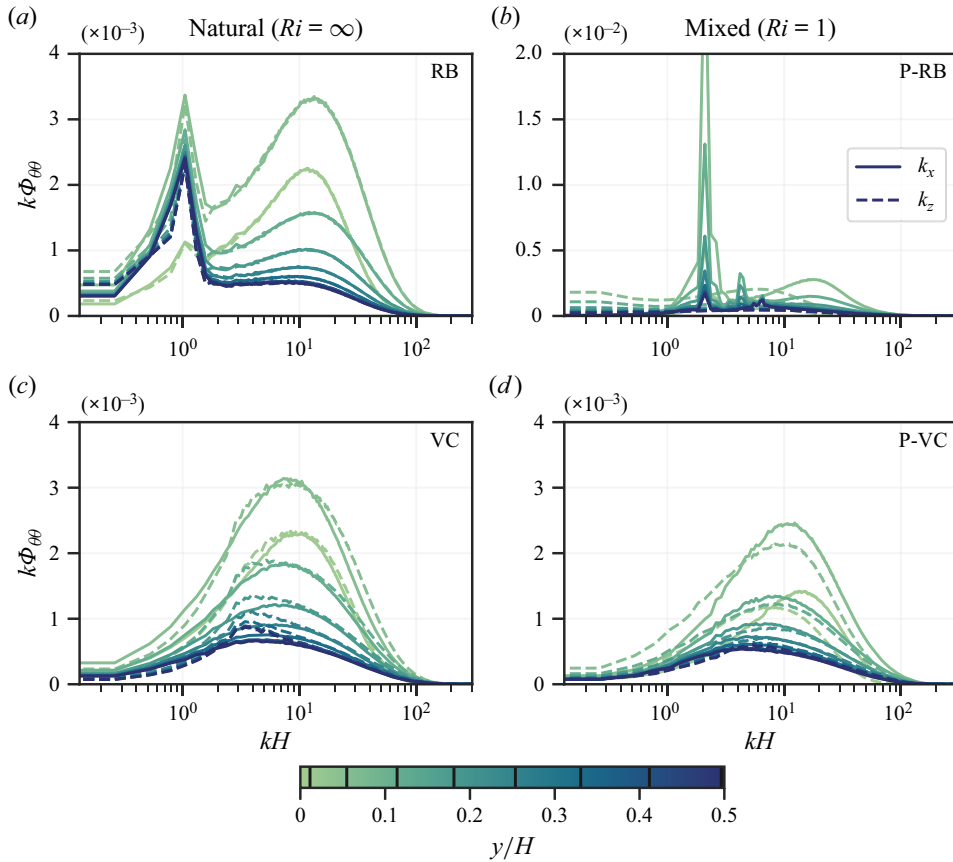 (a) (×10⁻³) Natural (Ri = ∞)
4
3
2
1
0
kΦθθ
RB
10⁰ 10¹ 10²
(b) (×10⁻²) Mixed (Ri = 1)
2.0
1.5
1.0
0.5
0
P-RB
kₓ
k_z
10⁰ 10¹ 10²
(c) (×10⁻³)
4
3
2
1
0
kΦθθ
VC
10⁰ 10¹ 10²
kH
(d) (×10⁻³)
4
3
2
1
0
P-VC
10⁰ 10¹ 10²
kH
0 0.1 0.2 0.3 0.4 0.5
y/H